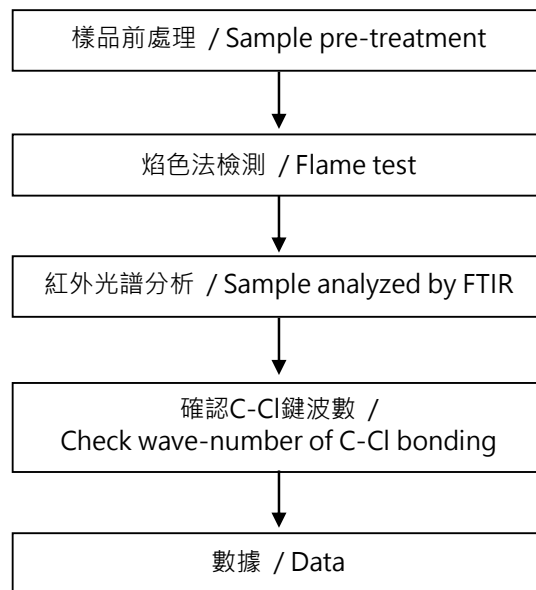 樣品前處理 / Sample pre-treatment
焰色法檢測 / Flame test
紅外光譜分析 / Sample analyzed by FTIR
確認C-Cl鍵波數 /
Check wave-number of C-Cl bonding
數據 / Data